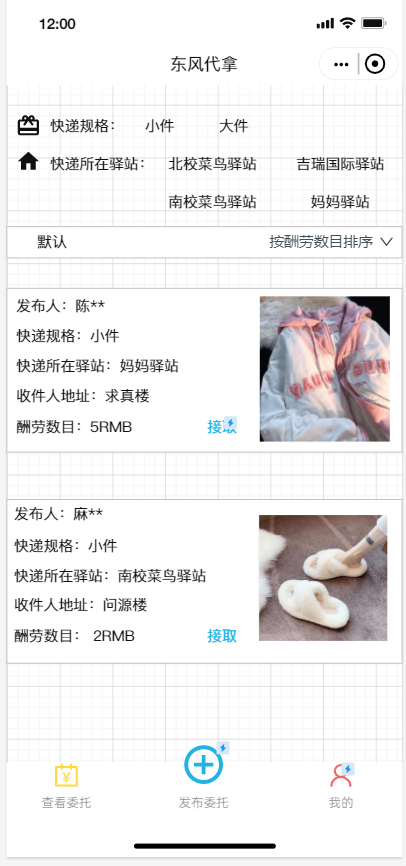 12:00
东风代拿
快递规格： 小件 大件
快递所在驿站： 北校菜鸟驿站 吉瑞国际驿站
南校菜鸟驿站 妈妈驿站
默认 按酬劳数目排序
发布人：陈**
快递规格：小件
快递所在驿站：妈妈驿站
收件人地址：求真楼
酬劳数目：5RMB 接取
发布人：麻**
快递规格：小件
快递所在驿站：南校菜鸟驿站
收件人地址：问源楼
酬劳数目： 2RMB 接取
查看委托 发布委托 我的